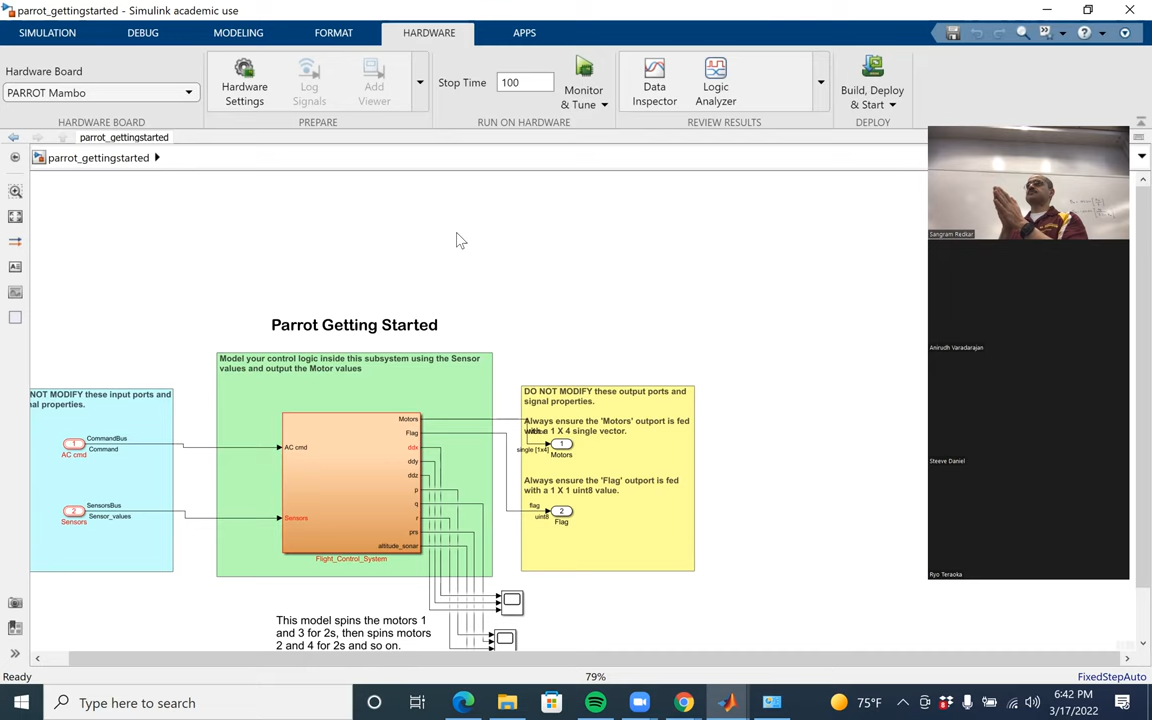 parrot_gettingstarted - Simulink academic use
SIMULATION DEBUG MODELING FORMAT HARDWARE APPS
Hardware Board
PARROT Mambo
HARDWARE BOARD
Hardware
Settings
Log
Signals
Add
Viewer
PREPARE
Stop Time 100
Monitor
& Tune
RUN ON HARDWARE
Data
Inspector
Logic
Analyzer
REVIEW RESULTS
Build, Deploy
& Start
DEPLOY
parrot_gettingstarted
parrot_gettingstarted
Parrot Getting Started
NOT MODIFY these input ports and
nal properties.
CommandBus
1
Command
AC cmd
SensorsBus
2
Sensor_values
Sensors
Model your control logic inside this subsystem using the Sensor
values and output the Motor values
AC cmd
Sensors
Motors
Flag
ddx
ddy
ddz
p
q
r
prs
altitude_sonar
Flight_Control_System
DO NOT MODIFY these output ports and
signal properties.
Always ensure the 'Motors' outport is fed
with a 1 X 4 single vector.
single [1x4]
1
Motors
Always ensure the 'Flag' outport is fed
with a 1 X 1 uint8 value.
flag
uint8
2
Flag
This model spins the motors 1
and 3 for 2s, then spins motors
2 and 4 for 2s and so on.
Sangram Redkar
Anirudh Varadarajan
Steeve Daniel
Ryo Teraoka
Ready 79% FixedStepAuto
Type here to search
75°F
6:42 PM
3/17/2022